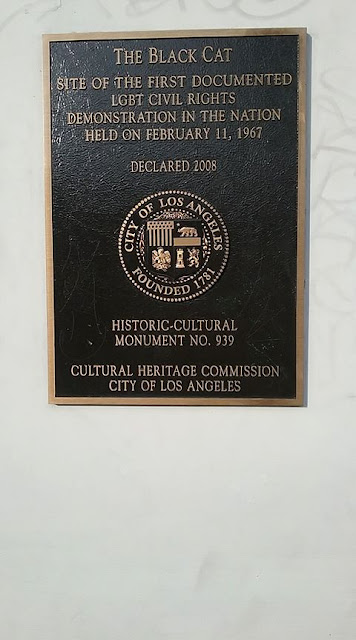 THE BLACK CAT
SITE OF THE FIRST DOCUMENTED
LGBT CIVIL RIGHTS
DEMONSTRATION IN THE NATION
HELD ON FEBRUARY 11, 1967
DECLARED 2008
CITY OF LOS ANGELES
FOUNDED 1781
HISTORIC-CULTURAL
MONUMENT NO. 939
CULTURAL HERITAGE COMMISSION
CITY OF LOS ANGELES